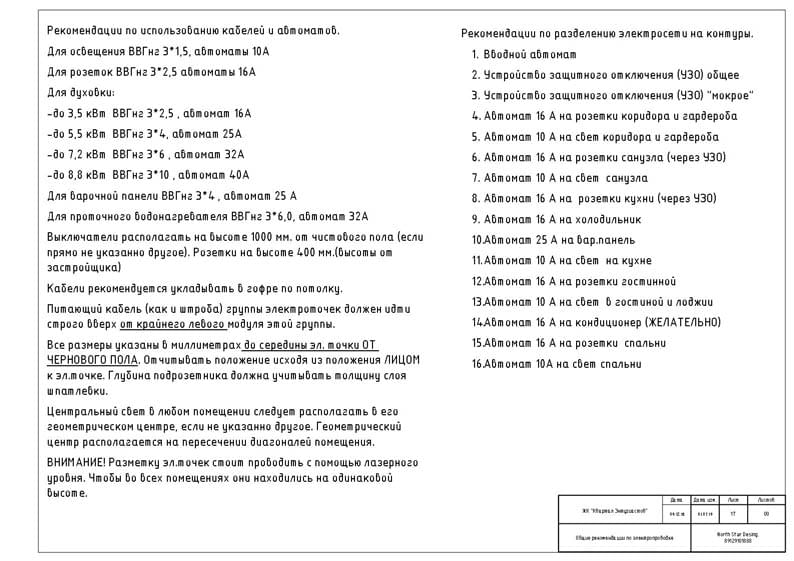 Рекомендации по использованию кабелей и автоматов.
Для освещения ВВГнг 3*1,5, автоматы 10А
Для розеток ВВГнг 3*2,5 автоматы 16А
Для духовки:
-до 3,5 кВт ВВГнг 3*2,5 , автомат 16А
-до 5,5 кВт ВВГнг 3*4, автомат 25А
-до 7,2 кВт ВВГнг 3*6 , автомат 32А
-до 8,8 кВт ВВГнг 3*10 , автомат 40А
Для варочной панели ВВГнг 3*4 , автомат 25 А
Для проточного водонагревателя ВВГнг 3*6,0, автомат 32А
Выключатели располагать на высоте 1000 мм. от чистового пола (если
прямо не указанно другое). Розетки на высоте 400 мм.(высоты от
застройщика)
Кабели рекомендуется укладывать в гофре по потолку.
Питающий кабель (как и штроба) группы электроточек должен идти
строго вверх от крайнего левого модуля этой группы.
Все размеры указаны в миллиметрах до середины эл. точки ОТ
ЧЕРНОВОГО ПОЛА. Отчитывать положение исходя из положения ЛИЦОМ
к эл.точке. Глубина подрозетника должна учитывать толщину слоя
шпатлевки.
Центральный свет в любом помещении следует располагать в его
геометрическом центре, если не указанно другое. Геометрический
центр располагается на пересечении диагоналей помещения.
ВНИМАНИЕ! Разметку эл.точек стоит проводить с помощью лазерного
уровня. Чтобы во всех помещениях они находились на одинаковой
высоте.
Рекомендации по разделению электросети на контуры.
1. Вводной автомат
2. Устройство защитного отключения (УЗО) общее
3. Устройство защитного отключения (УЗО) "мокрое"
4. Автомат 16 А на розетки коридора и гардероба
5. Автомат 10 А на свет коридора и гардероба
6. Автомат 16 А на розетки санузла (через УЗО)
7. Автомат 10 А на свет санузла
8. Автомат 16 А на розетки кухни (через УЗО)
9. Автомат 16 А на холодильник
10.Автомат 25 А на вар.панель
11.Автомат 10 А на свет на кухне
12.Автомат 16 А на розетки гостинной
13.Автомат 10 А на свет в гостиной и лоджии
14.Автомат 16 А на кондиционер (ЖЕЛАТЕЛЬНО)
15.Автомат 16 А на розетки спальни
16.Автомат 10А на свет спальни
Дата Дата изм. Лист Листов
ЖК "Квартал Энтузиастов" 17
Общие рекомендации по электропроводке
North Star Desing.
89629101888